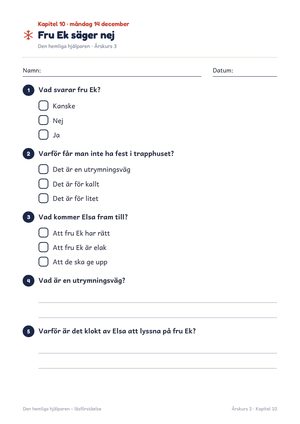 Kapitel 10 · måndag 14 december
Fru Ek säger nej
Den hemliga hjälparen · Årskurs 3
Namn:
Datum:
1 Vad svarar fru Ek?
Kanske
Nej
Ja
2 Varför får man inte ha fest i trapphuset?
Det är en utrymningsväg
Det är för kallt
Det är för litet
3 Vad kommer Elsa fram till?
Att fru Ek har rätt
Att fru Ek är elak
Att de ska ge upp
4 Vad är en utrymningsväg?
5 Varför är det klokt av Elsa att lyssna på fru Ek?
Den hemliga hjälparen – läsförståelse
Årskurs 3 · Kapitel 10